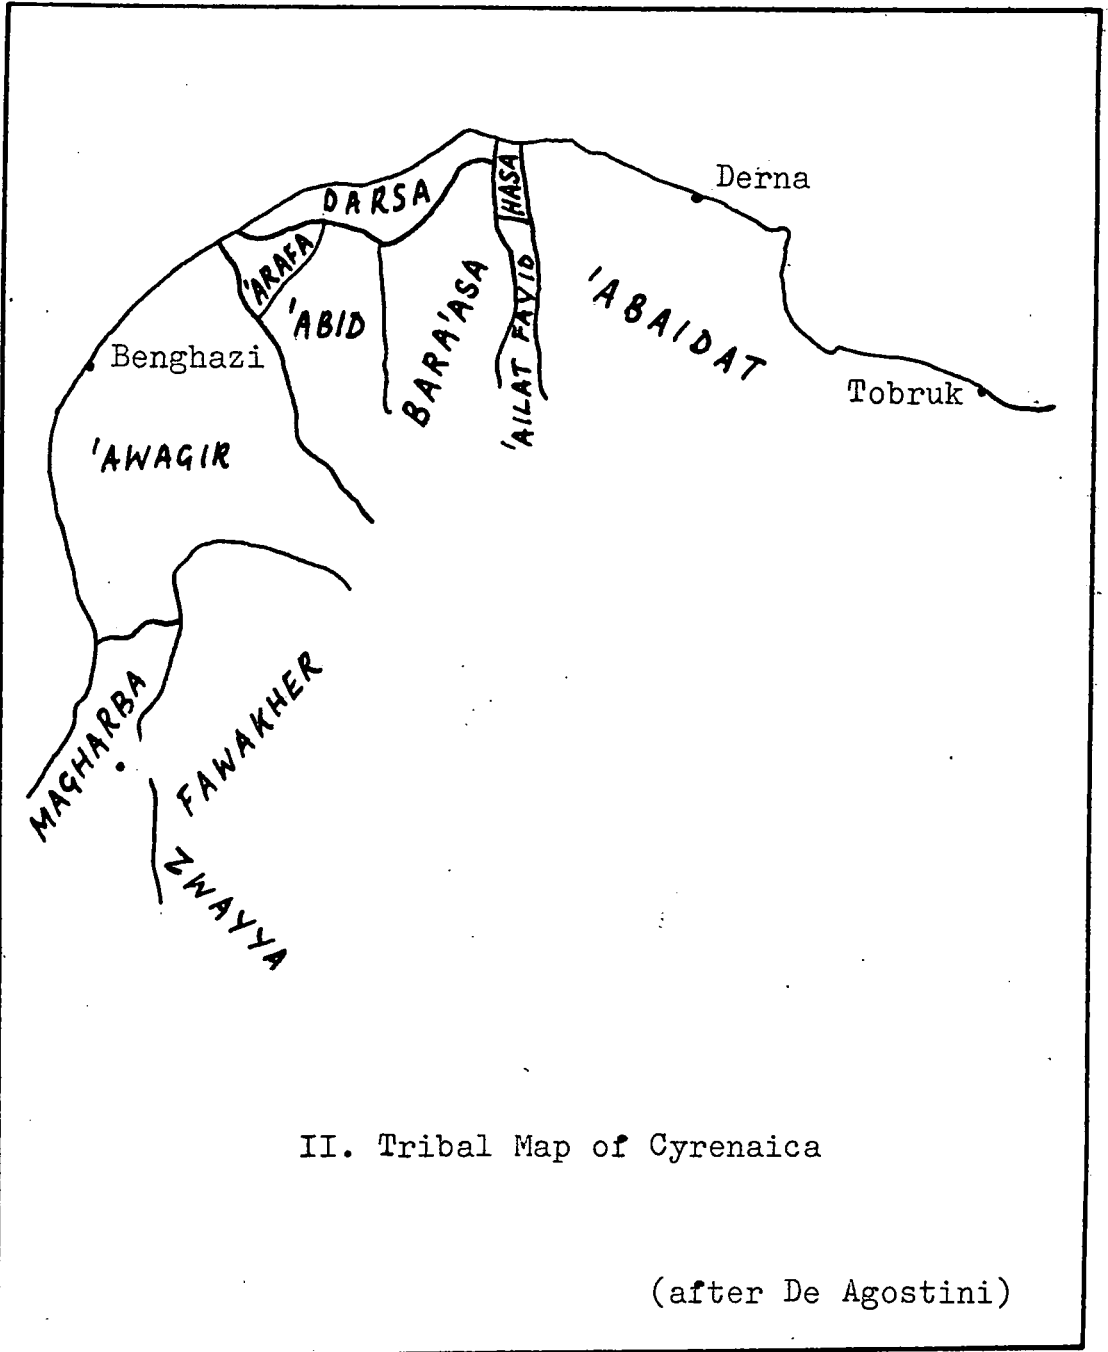 Derna
HASA
DARSA
'ARAFA
'AILAT FAYID
'ABAIDAT
'ABID
BARA'ASA
Benghazi
Tobruk
'AWAGIR
MAGHARBA
FAWAKHER
ZWAYYA
II. Tribal Map of Cyrenaica
(after De Agostini)